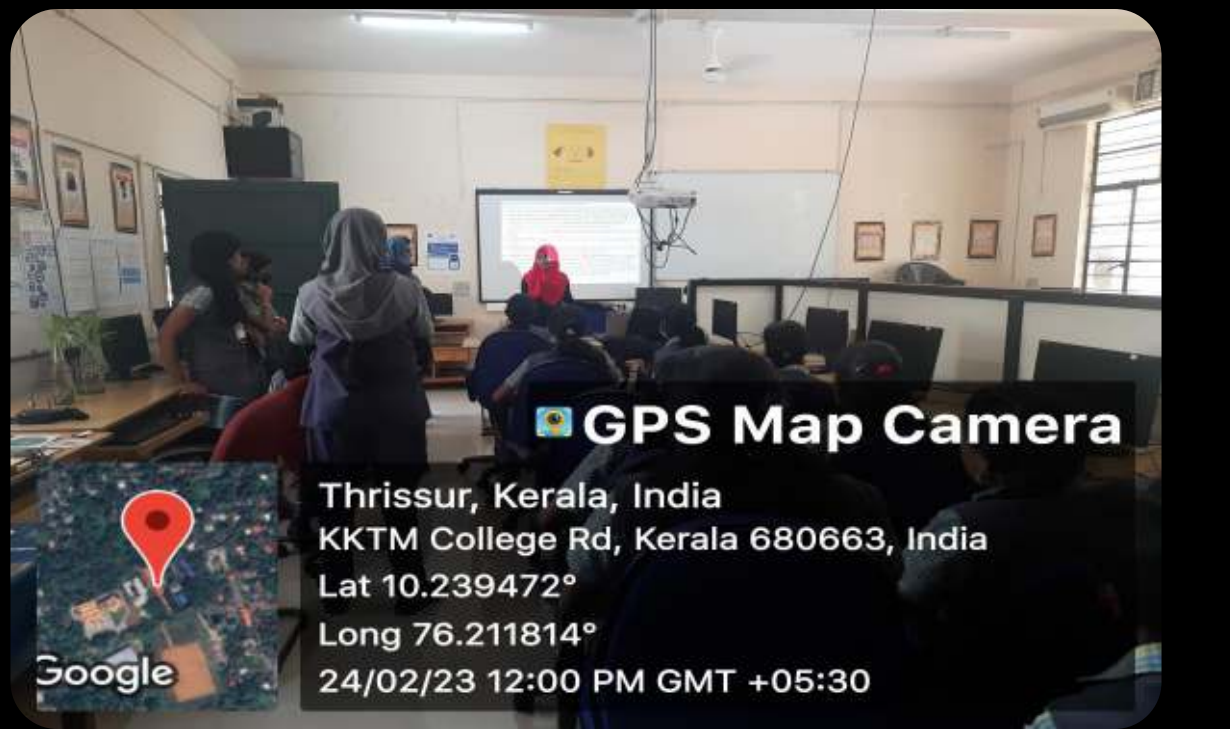 GPS Map Camera
Thrissur, Kerala, India
KKTM College Rd, Kerala 680663, India
Lat 10.239472°
Long 76.211814°
24/02/23 12:00 PM GMT +05:30
Google